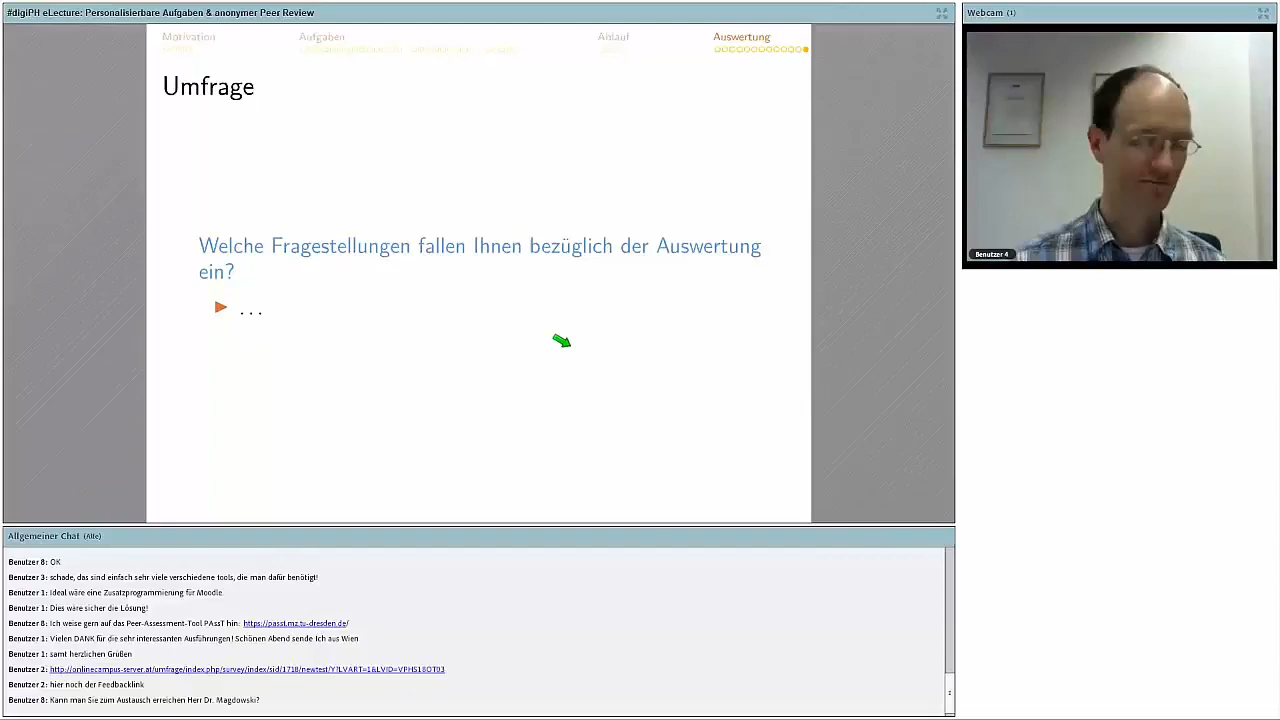 #digiPH eLecture: Personalisierbare Aufgaben & anonymer Peer Review
Motivation Aufgaben Ablauf Auswertung
Umfrage
Welche Fragestellungen fallen Ihnen bezüglich der Auswertung
ein?
...
Webcam (1)
Benutzer 4
Allgemeiner Chat (Alle)
Benutzer 8: OK
Benutzer 3: schade, das sind einfach sehr viele verschiedene tools, die man dafür benötigt!
Benutzer 1: Ideal wäre eine Zusatzprogrammierung für Moodle.
Benutzer 1: Dies wäre sicher die Lösung!
Benutzer 8: Ich weise gern auf das Peer-Assessment-Tool PAssT hin: https://passt.mz.tu-dresden.de/
Benutzer 1: Vielen DANK für die sehr interessanten Ausführungen! Schönen Abend sende Ich aus Wien
Benutzer 1: samt herzlichen Grüßen
Benutzer 2: http://onlinecampus-server.at/umfrage/index.php/survey/index/sid/1718/newtest/Y?LVART=1&LVID=VPHS18OT03
Benutzer 2: hier noch der Feedbacklink
Benutzer 8: Kann man Sie zum Austausch erreichen Herr Dr. Magdowski?